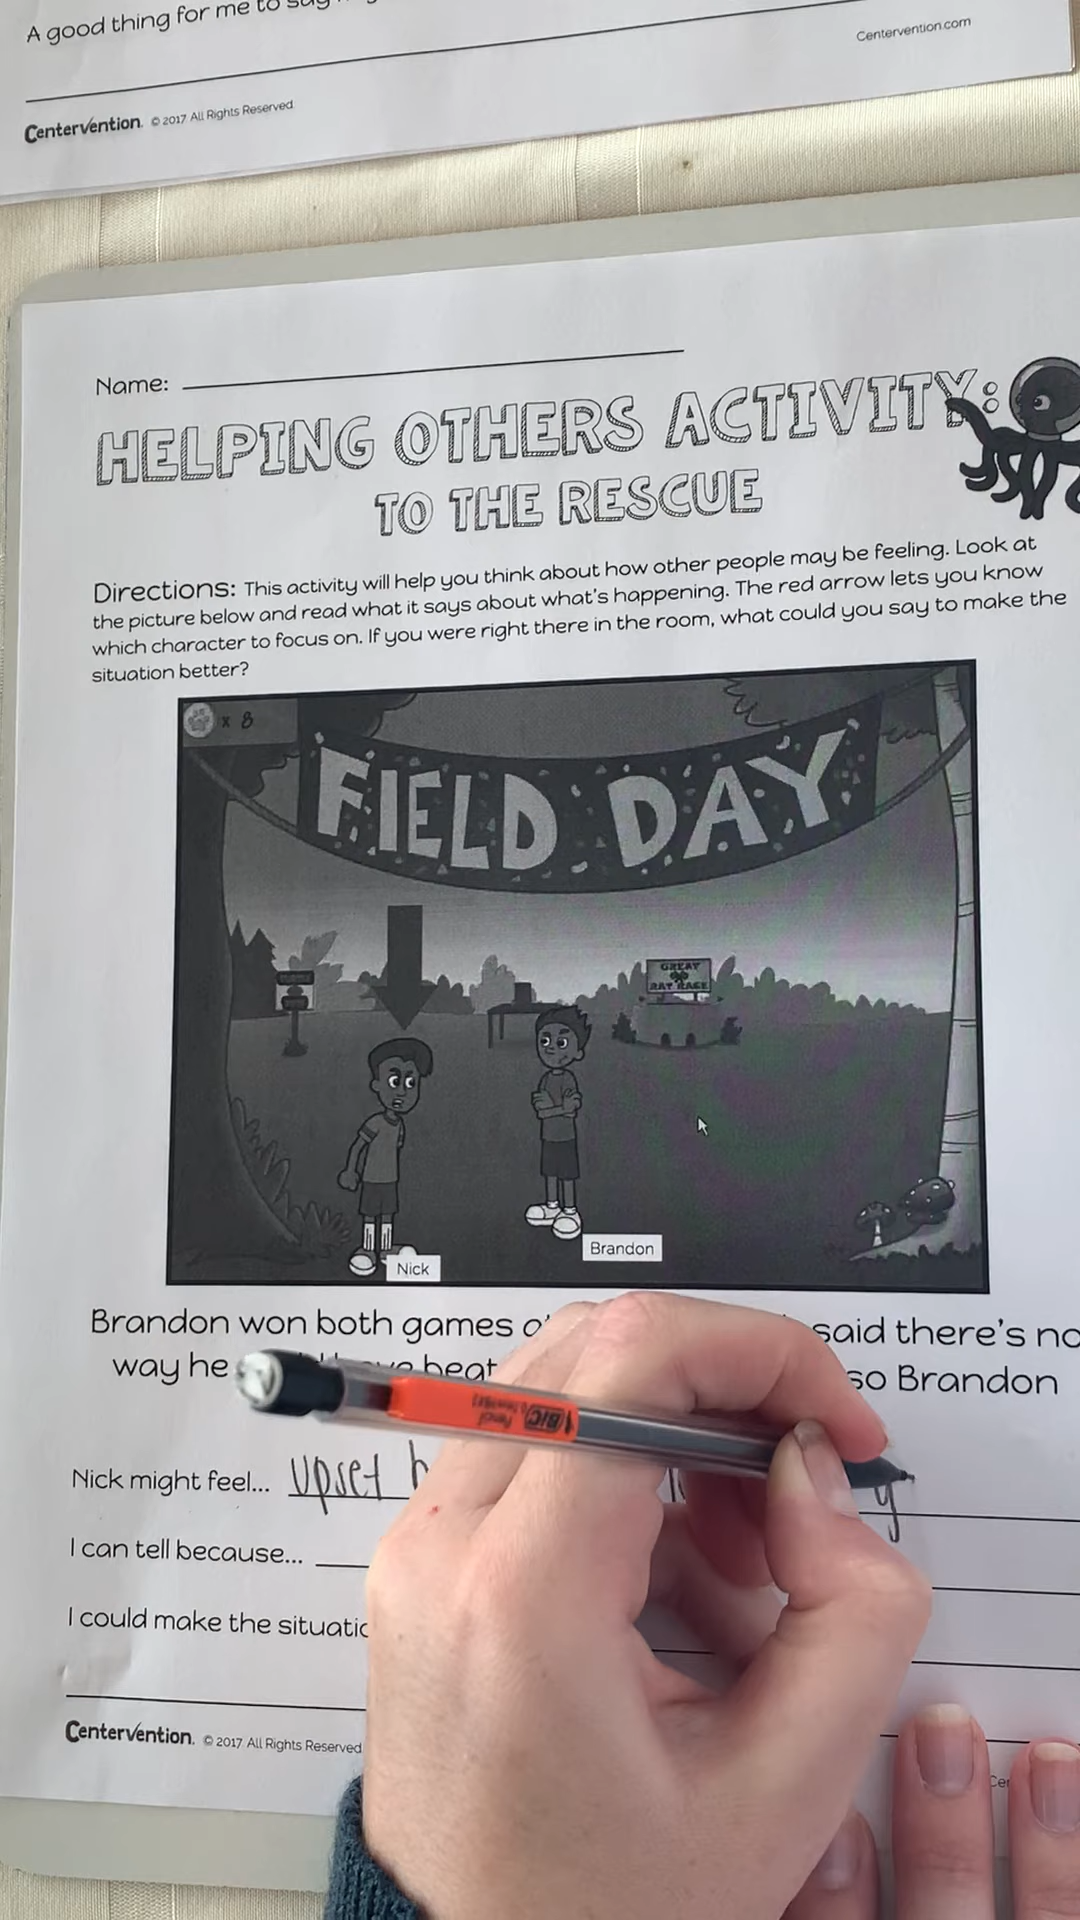 A good thing for me to say
Centervention.com
Centervention. © 2017 All Rights Reserved
Name:
HELPING OTHERS ACTIVITY:
TO THE RESCUE
Directions: This activity will help you think about how other people may be feeling. Look at
the picture below and read what it says about what's happening. The red arrow lets you know
which character to focus on. If you were right there in the room, what could you say to make the
situation better?
x 8
FIELD DAY
GREAT
RAT RACE
Brandon
Nick
Brandon won both games said there's no
way he beat so Brandon
BIC
Nick might feel... upset
I can tell because...
I could make the
Centervention. © 2017 All Rights Reserved